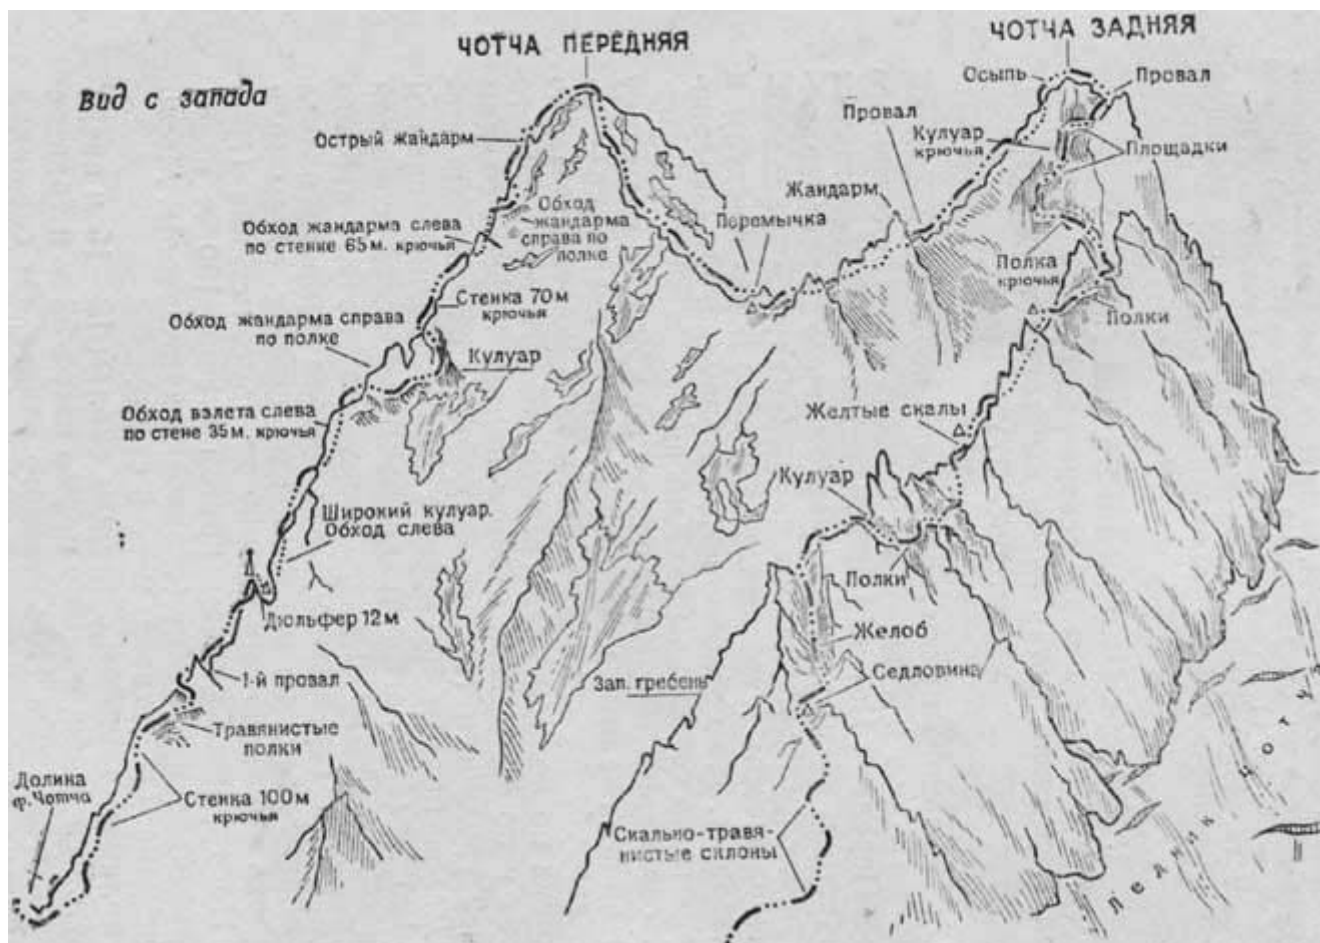 ЧОТЧА ПЕРЕДНЯЯ
ЧОТЧА ЗАДНЯЯ
Вид с запада
Осыпь
Провал
Острый жандарм
Провал
Кулуар
крючья
Площадки
Жандарм
Обход жандарма слева
по стенке 65 м. крючья
Обход
жандарма
справа по
полке
Перемычка
Полка
крючья
Полки
Стенка 70 м
крючья
Обход жандарма справа
по полке
Кулуар
Обход взлета слева
по стене 35 м. крючья
Желтые скалы
Кулуар
Широкий кулуар.
Обход слева
Полки
Дюльфер 12 м
Желоб
1-й провал
Зап. гребень
Седловина
Травянистые
полки
Долина
р. Чотча
Стенка 100 м
крючья
Скально-травя-
нистые склоны
Ледник